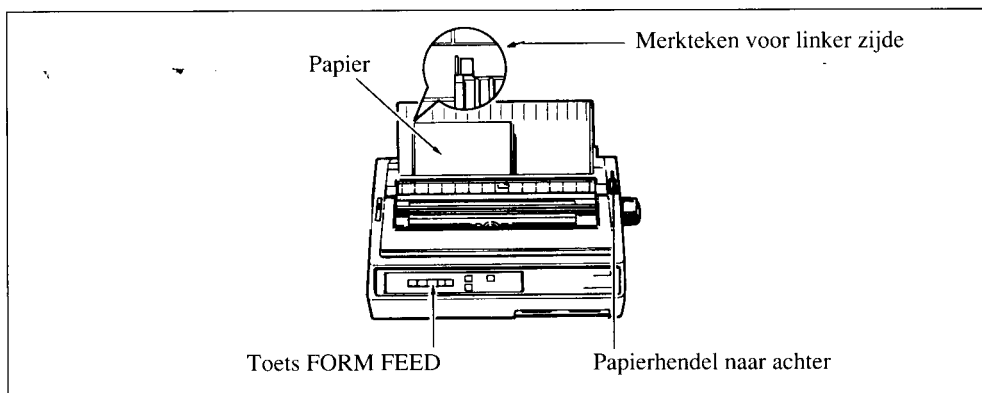 Merkteken voor linker zijde
Papier
Toets FORM FEED
Papierhendel naar achter